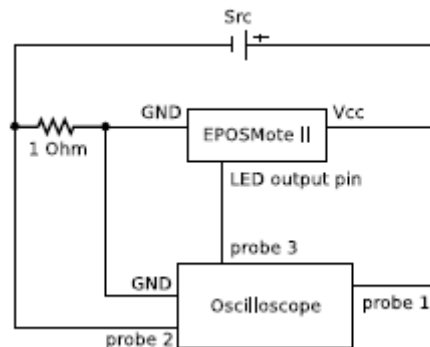 Src
+
GND
Vcc
EPOSMote II
1 Ohm
LED output pin
probe 3
GND
Oscilloscope
probe 1
probe 2